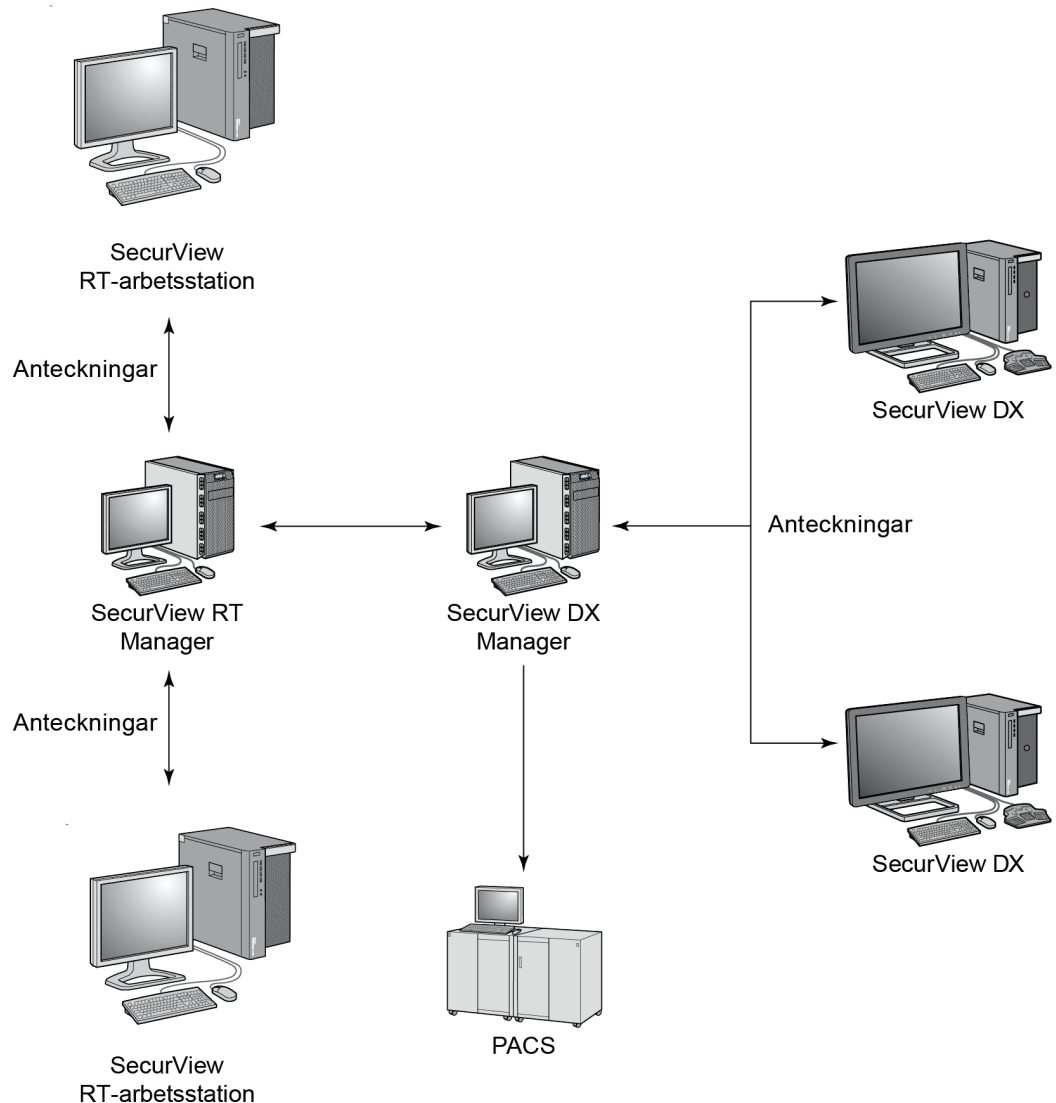 SecurView
RT-arbetsstation
Anteckningar
SecurView DX
Anteckningar
SecurView RT
Manager
SecurView DX
Manager
Anteckningar
SecurView DX
PACS
SecurView
RT-arbetsstation